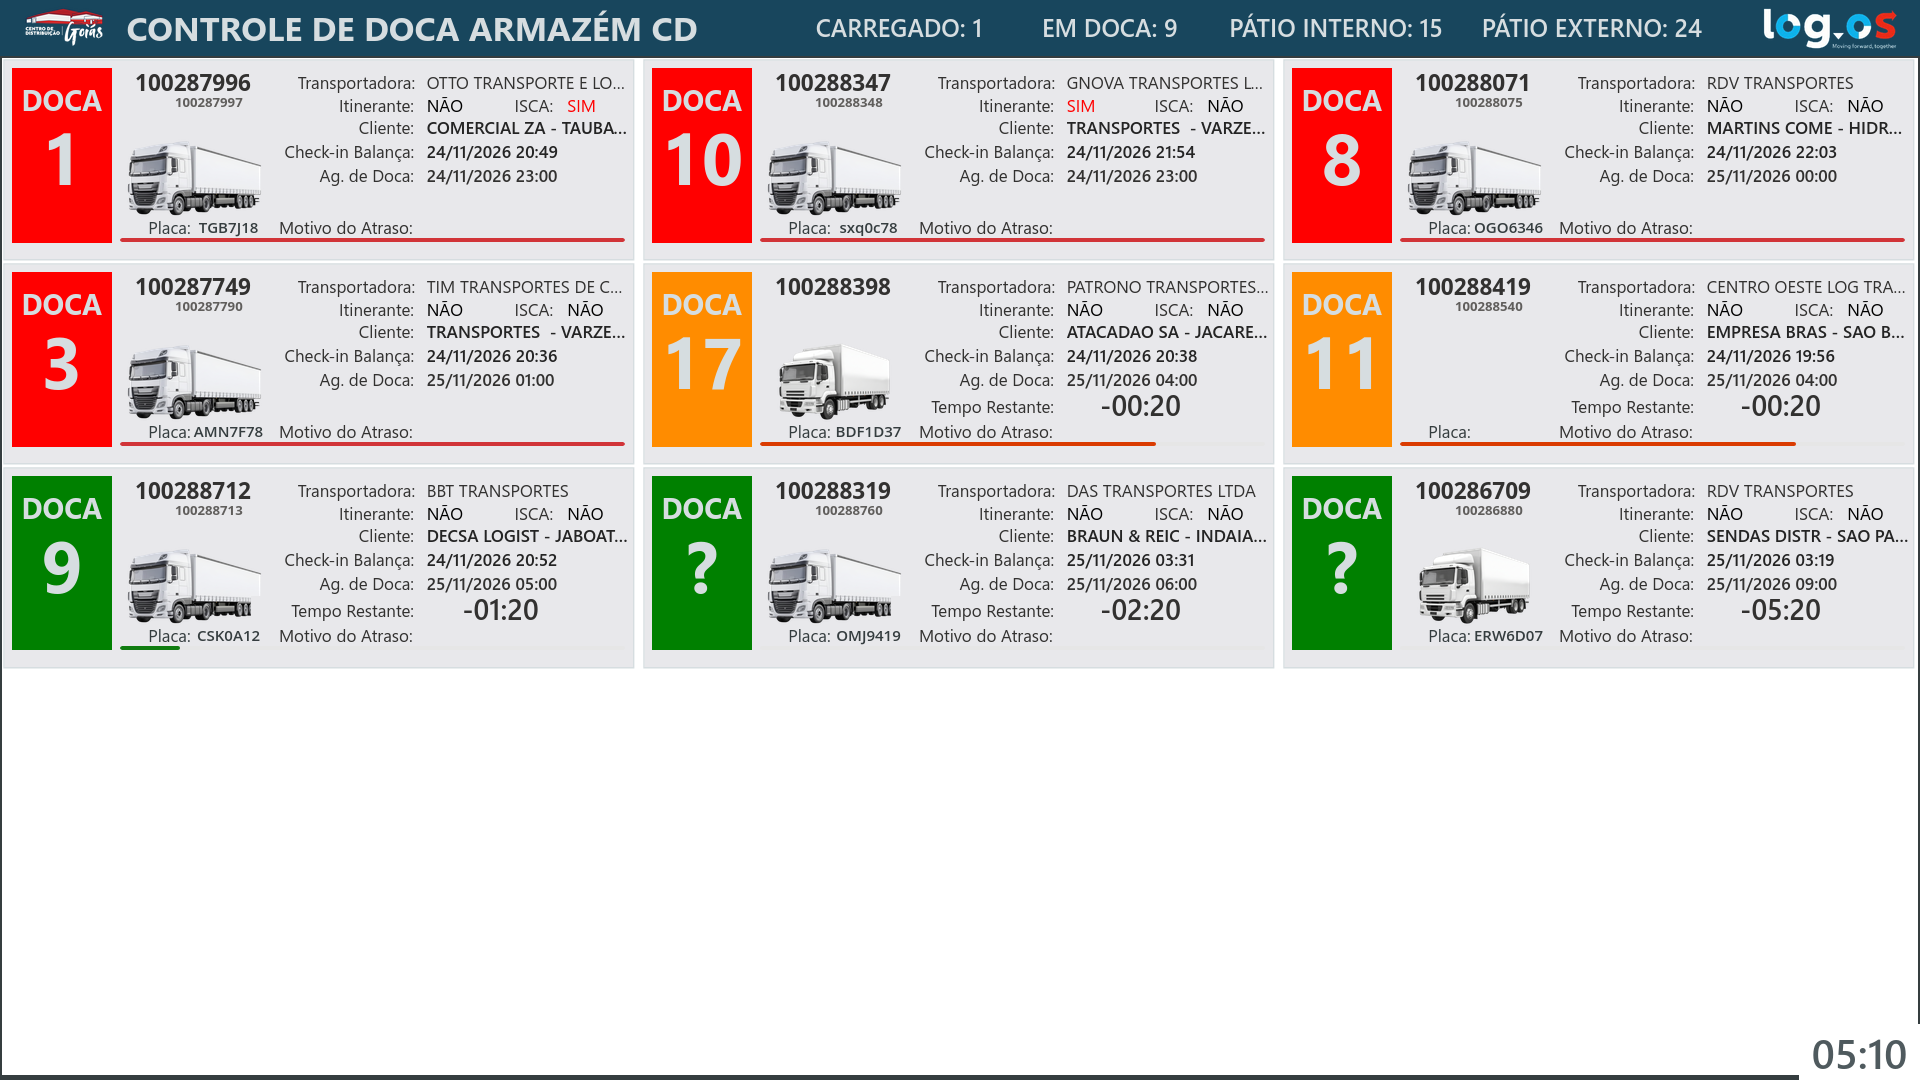 CENTRO DE DISTRIBUIÇÃO Goiás
CONTROLE DE DOCA ARMAZÉM CD
CARREGADO: 1
EM DOCA: 9
PÁTIO INTERNO: 15
PÁTIO EXTERNO: 24
log.os
Moving forward, together
DOCA
1
100287996
100287997
Transportadora: OTTO TRANSPORTE E LO...
Itinerante: NÃO ISCA: SIM
Cliente: COMERCIAL ZA - TAUBA...
Check-in Balança: 24/11/2026 20:49
Ag. de Doca: 24/11/2026 23:00
Placa: TGB7J18 Motivo do Atraso:
DOCA
10
100288347
100288348
Transportadora: GNOVA TRANSPORTES L...
Itinerante: SIM ISCA: NÃO
Cliente: TRANSPORTES - VARZE...
Check-in Balança: 24/11/2026 21:54
Ag. de Doca: 24/11/2026 23:00
Placa: sxq0c78 Motivo do Atraso:
DOCA
8
100288071
100288075
Transportadora: RDV TRANSPORTES
Itinerante: NÃO ISCA: NÃO
Cliente: MARTINS COME - HIDR...
Check-in Balança: 24/11/2026 22:03
Ag. de Doca: 25/11/2026 00:00
Placa: OGO6346 Motivo do Atraso:
DOCA
3
100287749
100287790
Transportadora: TIM TRANSPORTES DE C...
Itinerante: NÃO ISCA: NÃO
Cliente: TRANSPORTES - VARZE...
Check-in Balança: 24/11/2026 20:36
Ag. de Doca: 25/11/2026 01:00
Placa: AMN7F78 Motivo do Atraso:
DOCA
17
100288398
Transportadora: PATRONO TRANSPORTES...
Itinerante: NÃO ISCA: NÃO
Cliente: ATACADAO SA - JACARE...
Check-in Balança: 24/11/2026 20:38
Ag. de Doca: 25/11/2026 04:00
Tempo Restante: -00:20
Placa: BDF1D37 Motivo do Atraso:
DOCA
11
100288419
100288540
Transportadora: CENTRO OESTE LOG TRA...
Itinerante: NÃO ISCA: NÃO
Cliente: EMPRESA BRAS - SAO B...
Check-in Balança: 24/11/2026 19:56
Ag. de Doca: 25/11/2026 04:00
Tempo Restante: -00:20
Placa: Motivo do Atraso:
DOCA
9
100288712
100288713
Transportadora: BBT TRANSPORTES
Itinerante: NÃO ISCA: NÃO
Cliente: DECSA LOGIST - JABOAT...
Check-in Balança: 24/11/2026 20:52
Ag. de Doca: 25/11/2026 05:00
Tempo Restante: -01:20
Placa: CSK0A12 Motivo do Atraso:
DOCA
?
100288319
100288760
Transportadora: DAS TRANSPORTES LTDA
Itinerante: NÃO ISCA: NÃO
Cliente: BRAUN & REIC - INDAIA...
Check-in Balança: 25/11/2026 03:31
Ag. de Doca: 25/11/2026 06:00
Tempo Restante: -02:20
Placa: OMJ9419 Motivo do Atraso:
DOCA
?
100286709
100286880
Transportadora: RDV TRANSPORTES
Itinerante: NÃO ISCA: NÃO
Cliente: SENDAS DISTR - SAO PA...
Check-in Balança: 25/11/2026 03:19
Ag. de Doca: 25/11/2026 09:00
Tempo Restante: -05:20
Placa: ERW6D07 Motivo do Atraso:
05:10